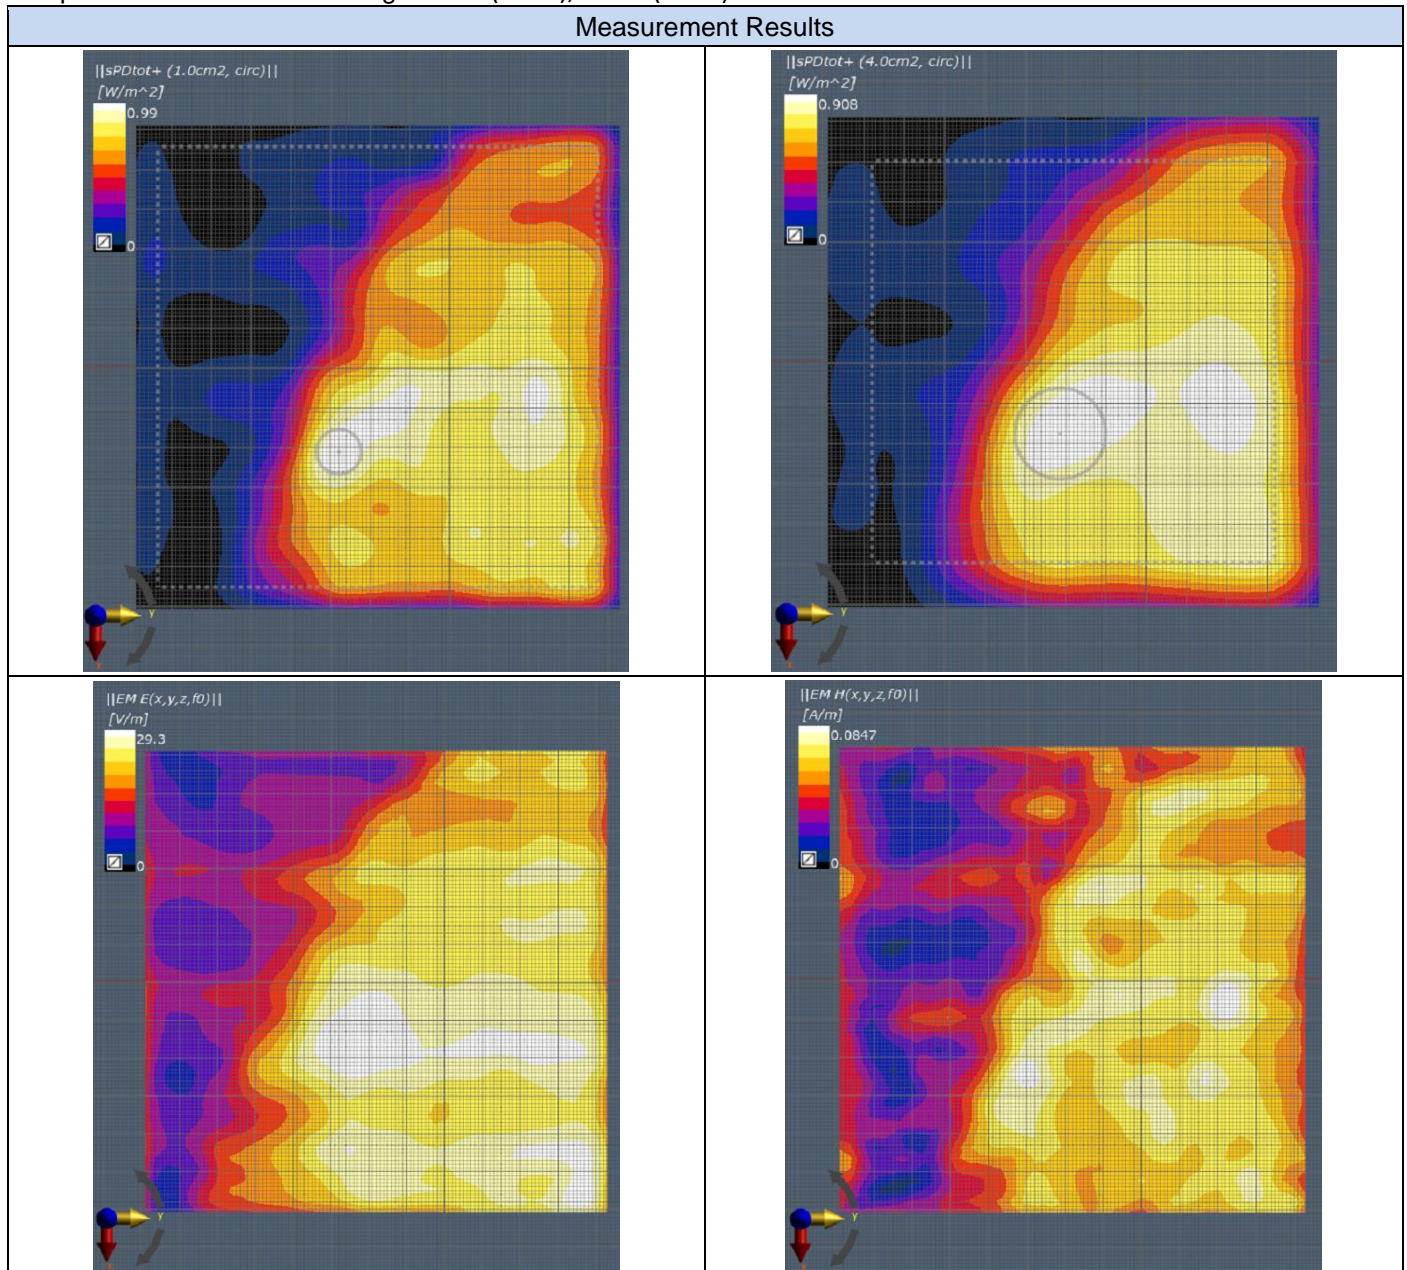 Measurement Results
||sPDtot+ (1.0cm2, circ)||
[W/m^2]
0.99
0
y
x
||sPDtot+ (4.0cm2, circ)||
[W/m^2]
0.908
0
y
x
||EM E(x,y,z,f0)||
[V/m]
29.3
0
y
||EM H(x,y,z,f0)||
[A/m]
0.0847
0
y